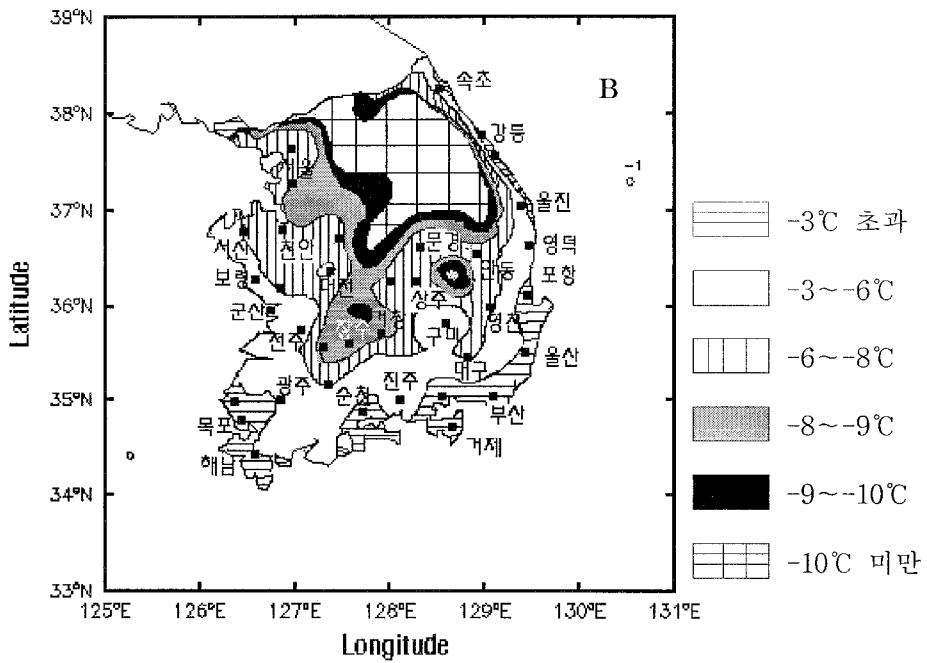 39°N
38°N
37°N
36°N
35°N
34°N
33°N
125°E
126°E
127°E
128°E
129°E
130°E
131°E
Latitude
Longitude
B
-1
속초
강릉
서울
울진
서산
천안
문경
안동
영덕
보령
대전
상주
포항
군산
영천
전주
구미
대구
울산
광주
순천
진주
부산
목포
거제
해남
-3℃ 초과
-3～-6℃
-6～-8℃
-8～-9℃
-9～-10℃
-10℃ 미만